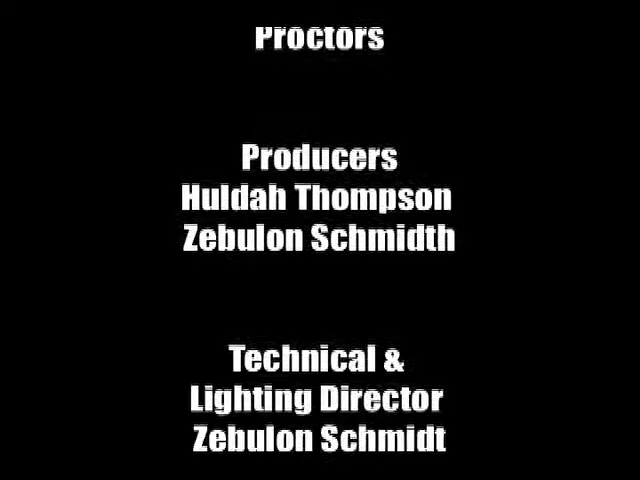 Proctors
Producers
Huldah Thompson
Zebulon Schmidth
Technical &
Lighting Director
Zebulon Schmidt